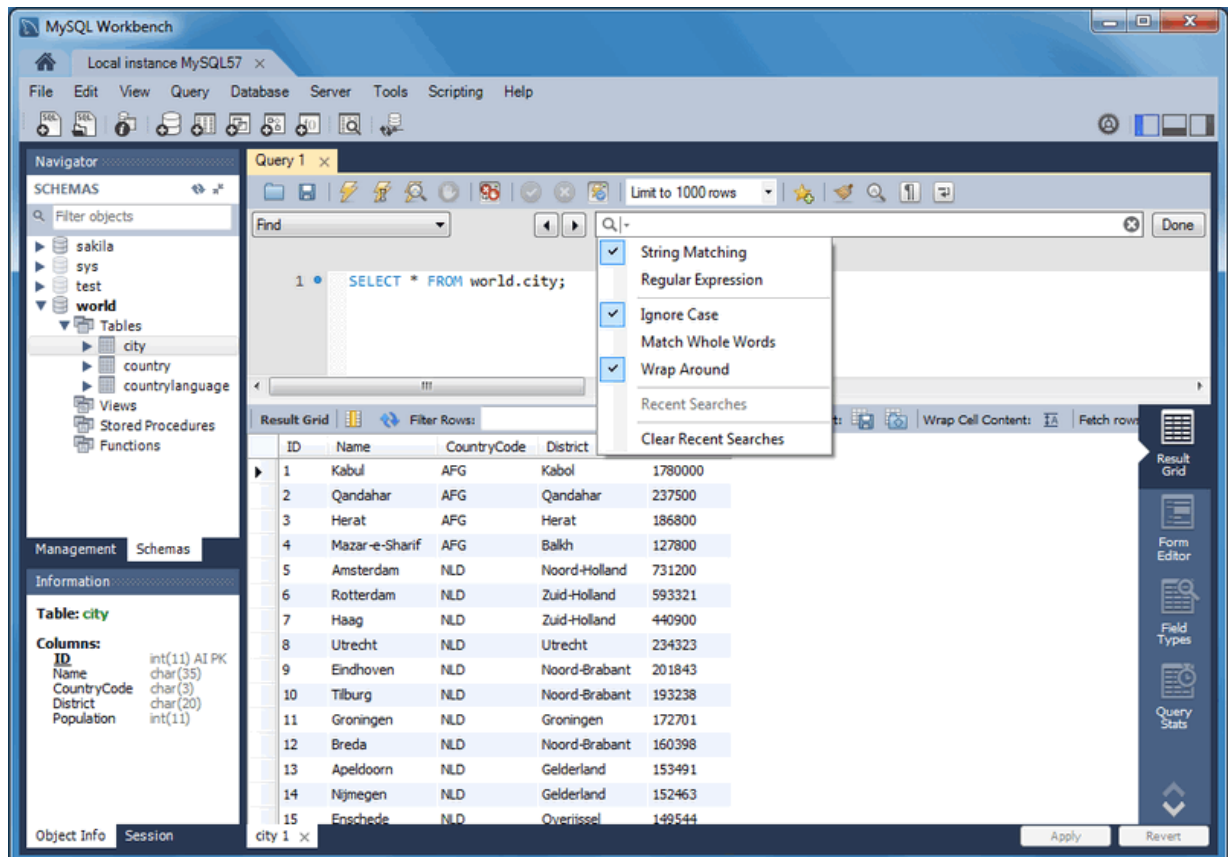 MySQL Workbench
Local instance MySQL57
File Edit View Query Database Server Tools Scripting Help
Navigator
SCHEMAS
Filter objects
sakila
sys
test
world
Tables
city
country
countrylanguage
Views
Stored Procedures
Functions
Management Schemas
Information
Table: city
Columns:
ID int(11) AI PK
Name char(35)
CountryCode char(3)
District char(20)
Population int(11)
Object Info Session
Query 1
Limit to 1000 rows
Find Done
String Matching
Regular Expression
Ignore Case
Match Whole Words
Wrap Around
Recent Searches
Clear Recent Searches
1 SELECT * FROM world.city;
Result Grid Filter Rows: Wrap Cell Content: Fetch rows
ID Name CountryCode District
1 Kabul AFG Kabol 1780000
2 Qandahar AFG Qandahar 237500
3 Herat AFG Herat 186800
4 Mazar-e-Sharif AFG Balkh 127800
5 Amsterdam NLD Noord-Holland 731200
6 Rotterdam NLD Zuid-Holland 593321
7 Haag NLD Zuid-Holland 440900
8 Utrecht NLD Utrecht 234323
9 Eindhoven NLD Noord-Brabant 201843
10 Tilburg NLD Noord-Brabant 193238
11 Groningen NLD Groningen 172701
12 Breda NLD Noord-Brabant 160398
13 Apeldoorn NLD Gelderland 153491
14 Nijmegen NLD Gelderland 152463
15 Enschede NLD Overijssel 149544
Result
Grid
Form
Editor
Field
Types
Query
Stats
city 1
Apply Revert